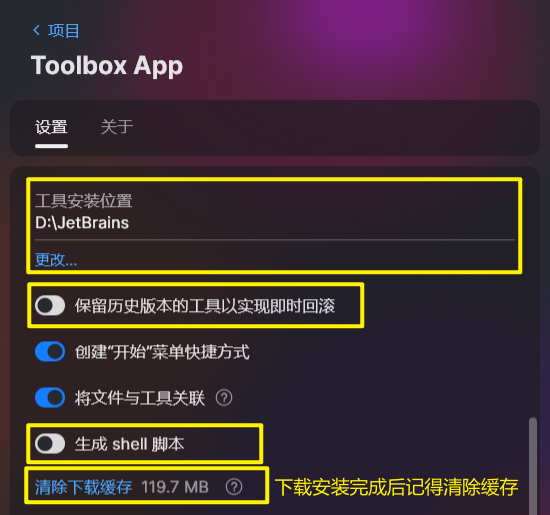 项目
Toolbox App
设置 关于
工具安装位置
D:\JetBrains
更改...
保留历史版本的工具以实现即时回滚
创建“开始”菜单快捷方式
将文件与工具关联 ?
生成 shell 脚本
清除下载缓存 119.7 MB ? 下载安装完成后记得清除缓存